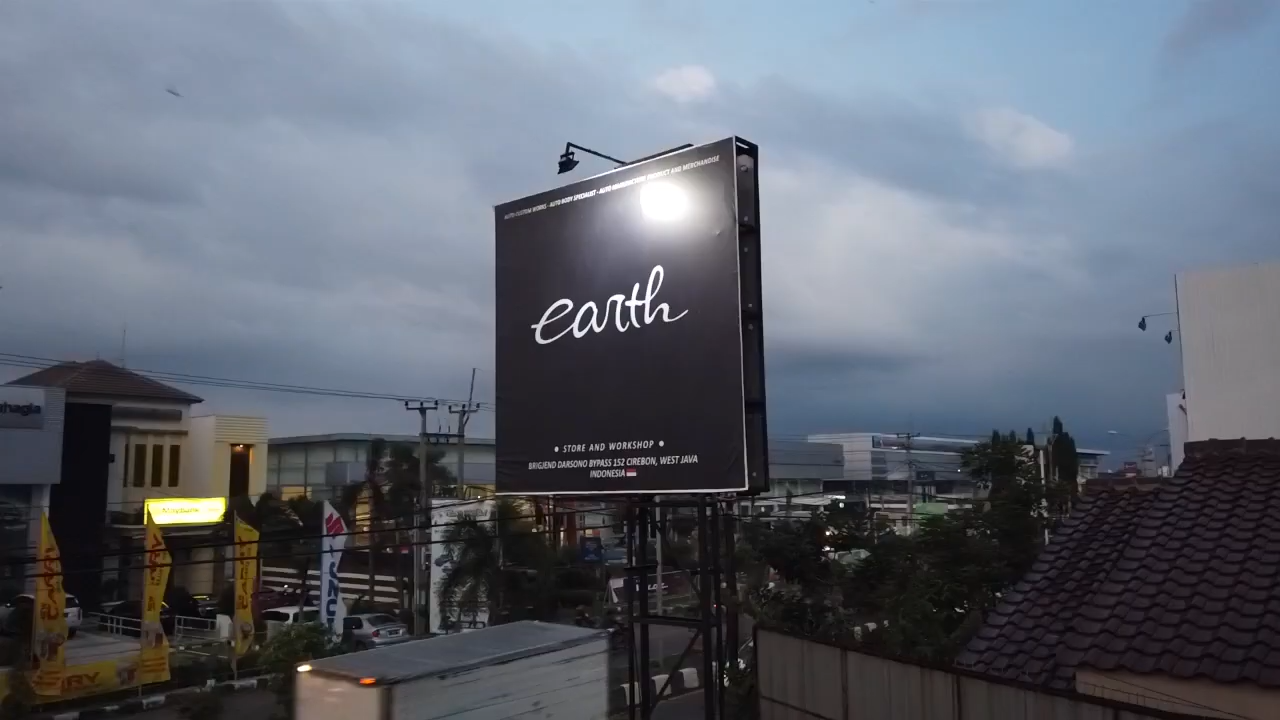 AUTO CUSTOM WORKS - AUTO BODY SPECIALIST - AUTO MANUFACTURE PRODUCT AND MERCHANDISE
earth
• STORE AND WORKSHOP •
BRIGJEND DARSONO BYPASS 152 CIREBON, WEST JAVA
INDONESIA